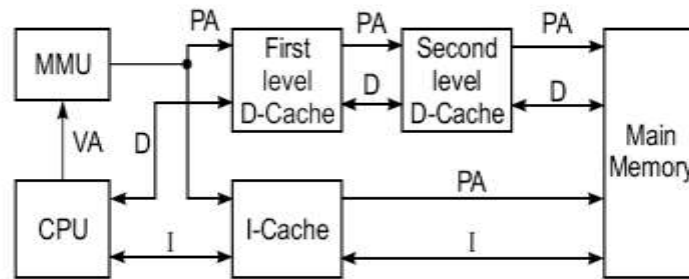 PA
First
level
D-Cache
PA
Second
level
D-Cache
PA
MMU
D
D
Main
Memory
VA
D
CPU
I
I-Cache
PA
I